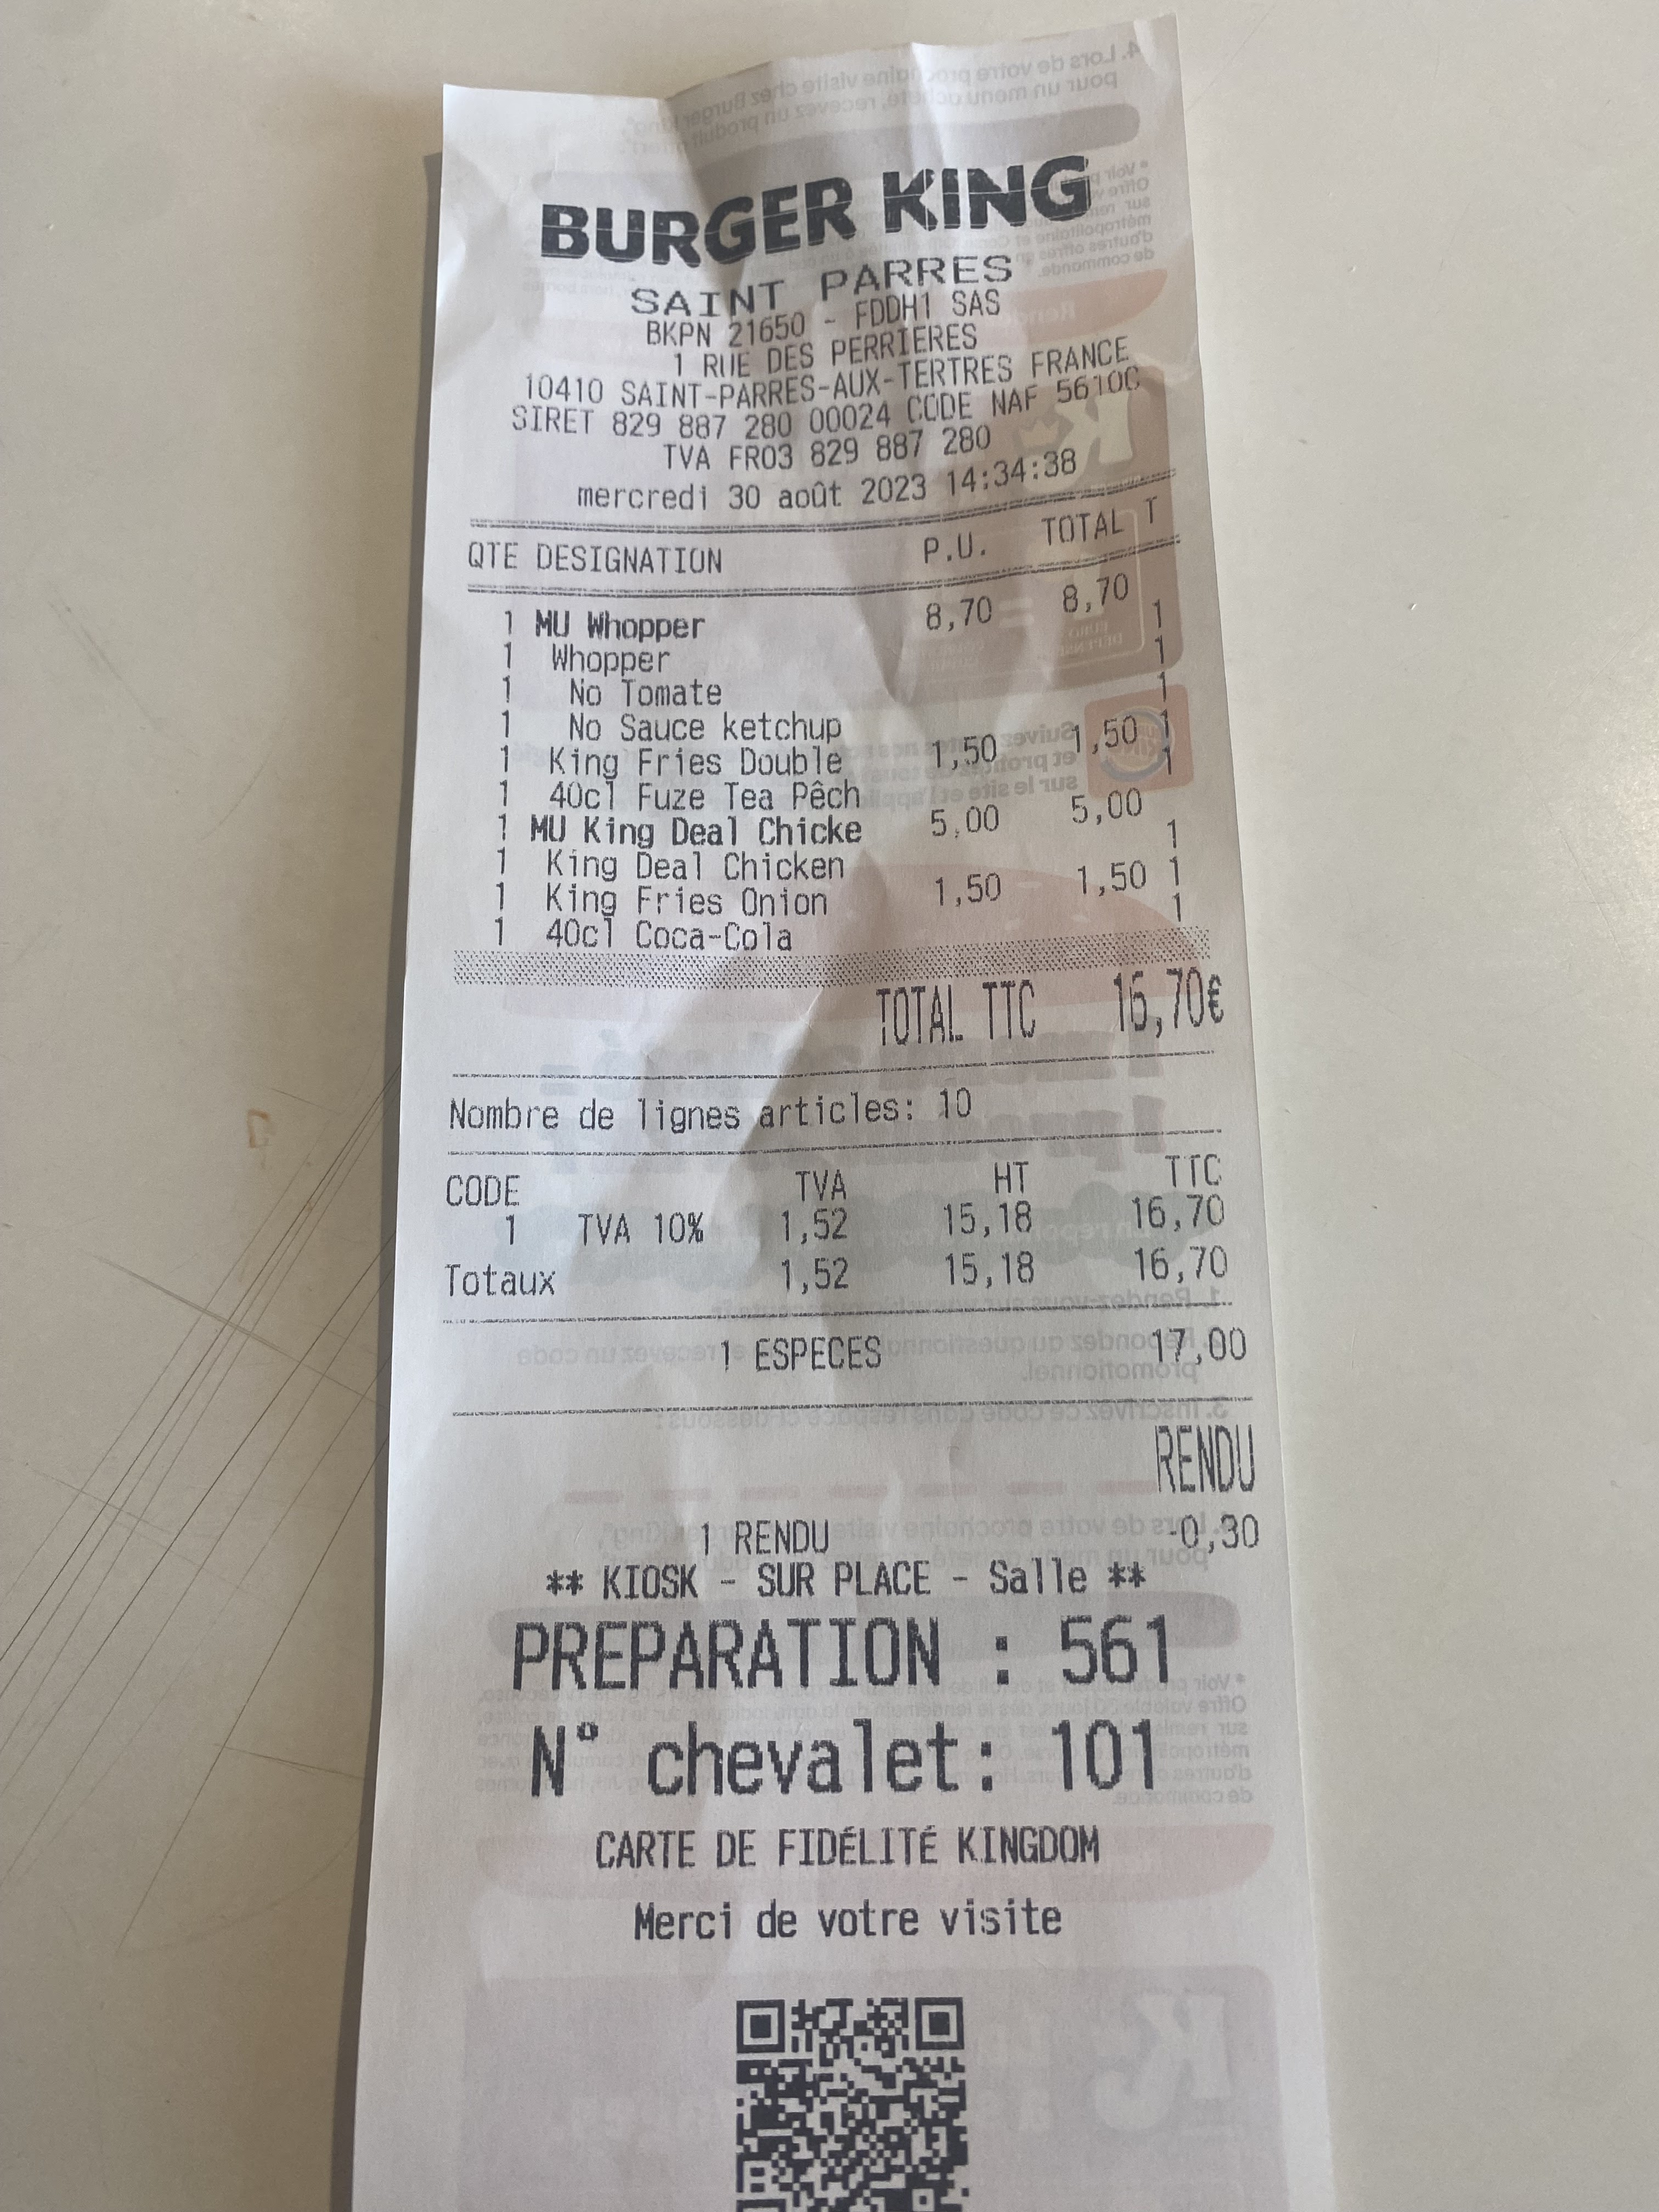 BURGER KING
SAINT PARRES
BKPN 21650 - FDDH1 SAS
1 RUE DES PERRIERES
10410 SAINT-PARRES-AUX-TERTRES FRANCE
SIRET 829 887 280 00024 CODE NAF 5610C
TVA FR03 829 887 280
mercredi 30 août 2023 14:34:38
QTE DESIGNATION P.U. TOTAL T
1 MU Whopper 8,70 8,70 1
1 Whopper 1
1 No Tomate 1
1 No Sauce ketchup 1
1 King Fries Double 1,50 1,50 1
1 40cl Fuze Tea Pêch
1 MU King Deal Chicke 5,00 5,00 1
1 King Deal Chicken 1
1 King Fries Onion 1,50 1,50 1
1 40cl Coca-Cola
TOTAL TTC 16,70€
Nombre de lignes articles: 10
CODE TVA HT TTC
1 TVA 10% 1,52 15,18 16,70
Totaux 1,52 15,18 16,70
1 ESPECES 17,00
RENDU
1 RENDU -0,30
** KIOSK - SUR PLACE - Salle **
PREPARATION : 561
N° chevalet: 101
CARTE DE FIDÉLITÉ KINGDOM
Merci de votre visite